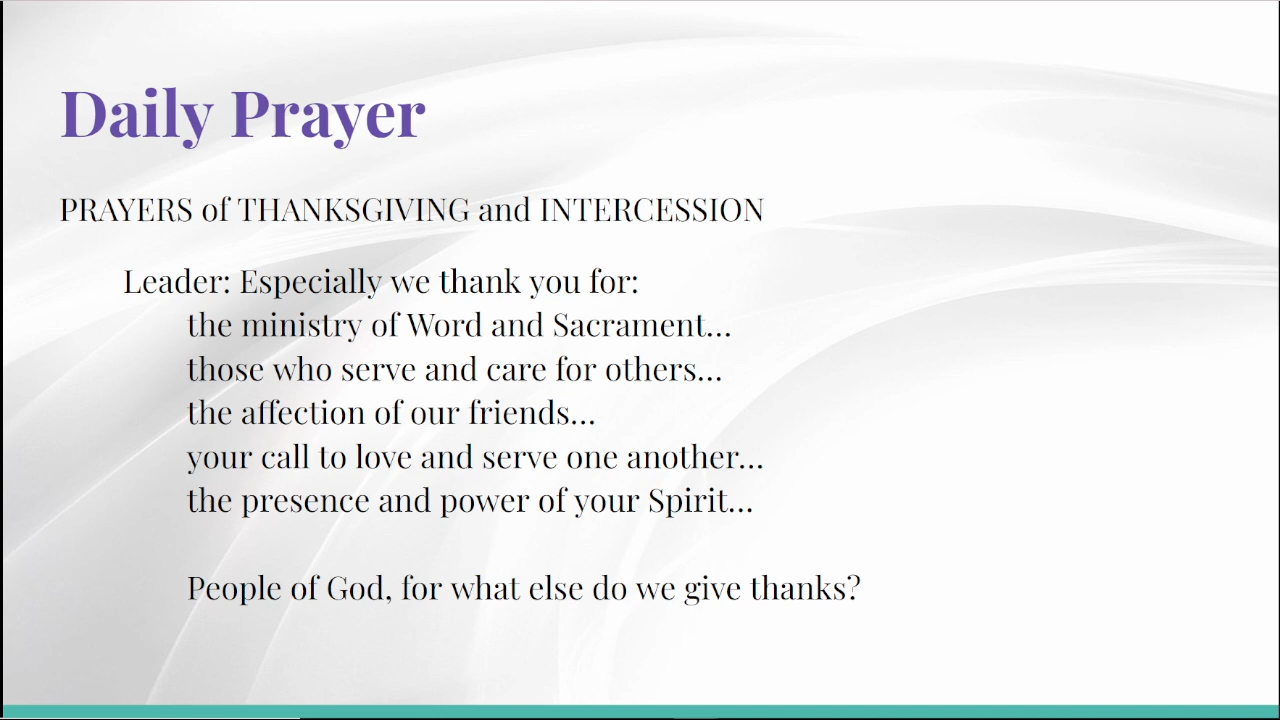 Daily Prayer
PRAYERS of THANKSGIVING and INTERCESSION
Leader: Especially we thank you for:
the ministry of Word and Sacrament...
those who serve and care for others...
the affection of our friends...
your call to love and serve one another...
the presence and power of your Spirit...
People of God, for what else do we give thanks?